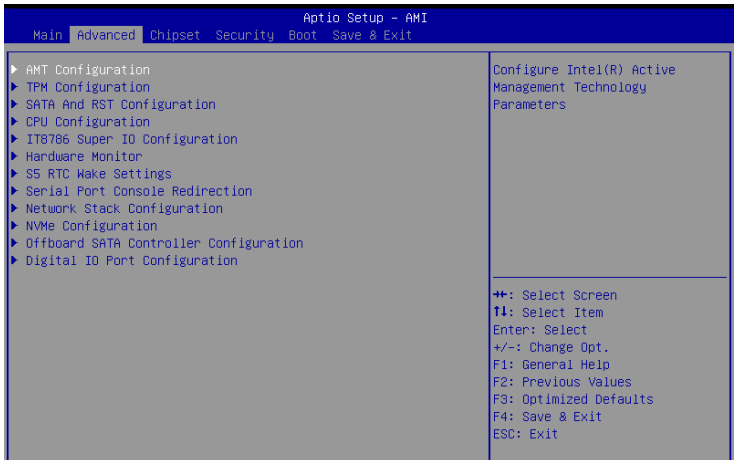 Aptio Setup – AMI
Main Advanced Chipset Security Boot Save & Exit
AMT Configuration
TPM Configuration
SATA And RST Configuration
CPU Configuration
IT8786 Super IO Configuration
Hardware Monitor
S5 RTC Wake Settings
Serial Port Console Redirection
Network Stack Configuration
NVMe Configuration
Offboard SATA Controller Configuration
Digital IO Port Configuration
Configure Intel(R) Active
Management Technology
Parameters
→←: Select Screen
↑↓: Select Item
Enter: Select
+/-: Change Opt.
F1: General Help
F2: Previous Values
F3: Optimized Defaults
F4: Save & Exit
ESC: Exit